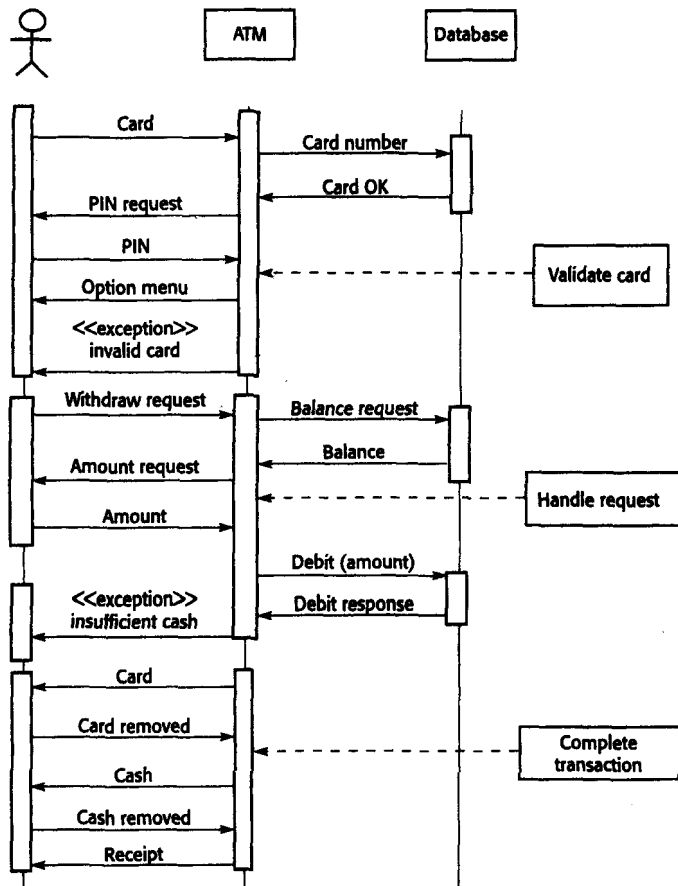 ATM
Database
Card
Card number
Card OK
PIN request
PIN
Validate card
Option menu
<<exception>>
invalid card
Withdraw request
Balance request
Balance
Amount request
Handle request
Amount
Debit (amount)
<<exception>>
insufficient cash
Debit response
Card
Card removed
Complete
transaction
Cash
Cash removed
Receipt